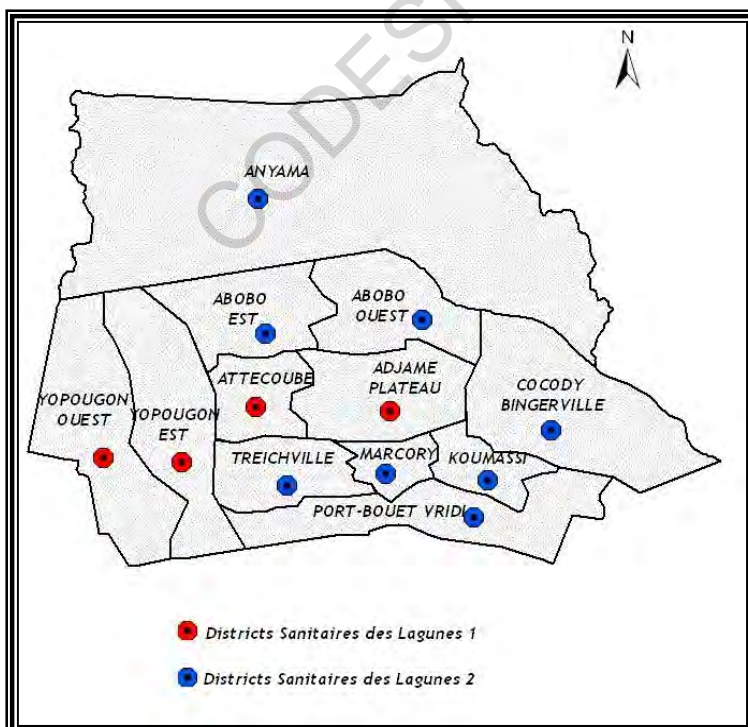 CODES
N
ANYAMA
ABOBO
EST
ABOBO
OUEST
ATTECOUBE
ADJAME
PLATEAU
COCODY
BINGERVILLE
YOPOUGON
OUEST
YOPOUGON
EST
TREICHVILLE
MARCORY
KOUMASSI
PORT-BOUET VRIDI
Districts Sanitaires des Lagunes 1
Districts Sanitaires des Lagunes 2